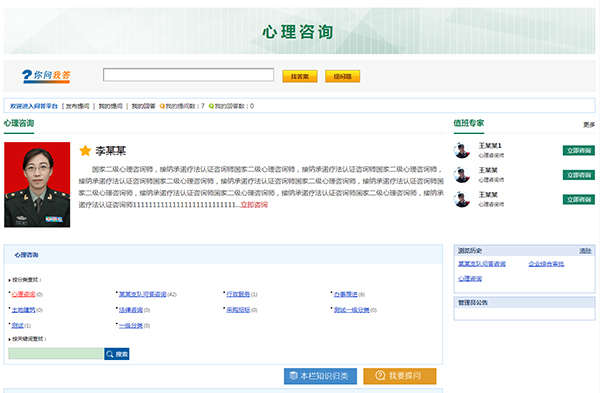 心理咨询
你问我答
找答案
提问题
欢迎进入问答平台 [ 发布提问 | 我的提问 | 我的回答 我的提问数：7 我的回答数：0
心理咨询
李某某
国家二级心理咨询师，接纳承诺疗法认证咨询师国家二级心理咨询师，接纳承诺疗法认证咨询师国家二级心理咨询师，
接纳承诺疗法认证咨询师国家二级心理咨询师，接纳承诺疗法认证咨询师国家二级心理咨询师，接纳承诺疗法认证咨询师国家
二级心理咨询师，接纳承诺疗法认证咨询师国家二级心理咨询师，接纳承诺疗法认证咨询师国家二级心理咨询师，接纳承
诺疗法认证咨询师11111111111111111111111111...立即咨询
值班专家
更多
王某某1
心理咨询师
立即咨询
王某某
心理咨询师
立即咨询
王某某
心理咨询师
立即咨询
心理咨询
按分类查找：
心理咨询(0) 某某支队问答咨询(42) 行政服务(1) 办事跟进(6)
土地建筑(0) 法律咨询(0) 采购招标(0) 测试一级分类(0)
测试(1) 一级分类(0)
按关键词查找：
搜索
浏览历史
清除
某某支队问答咨询 企业综合审批
心理咨询
管理员公告
本栏知识归类
我要提问